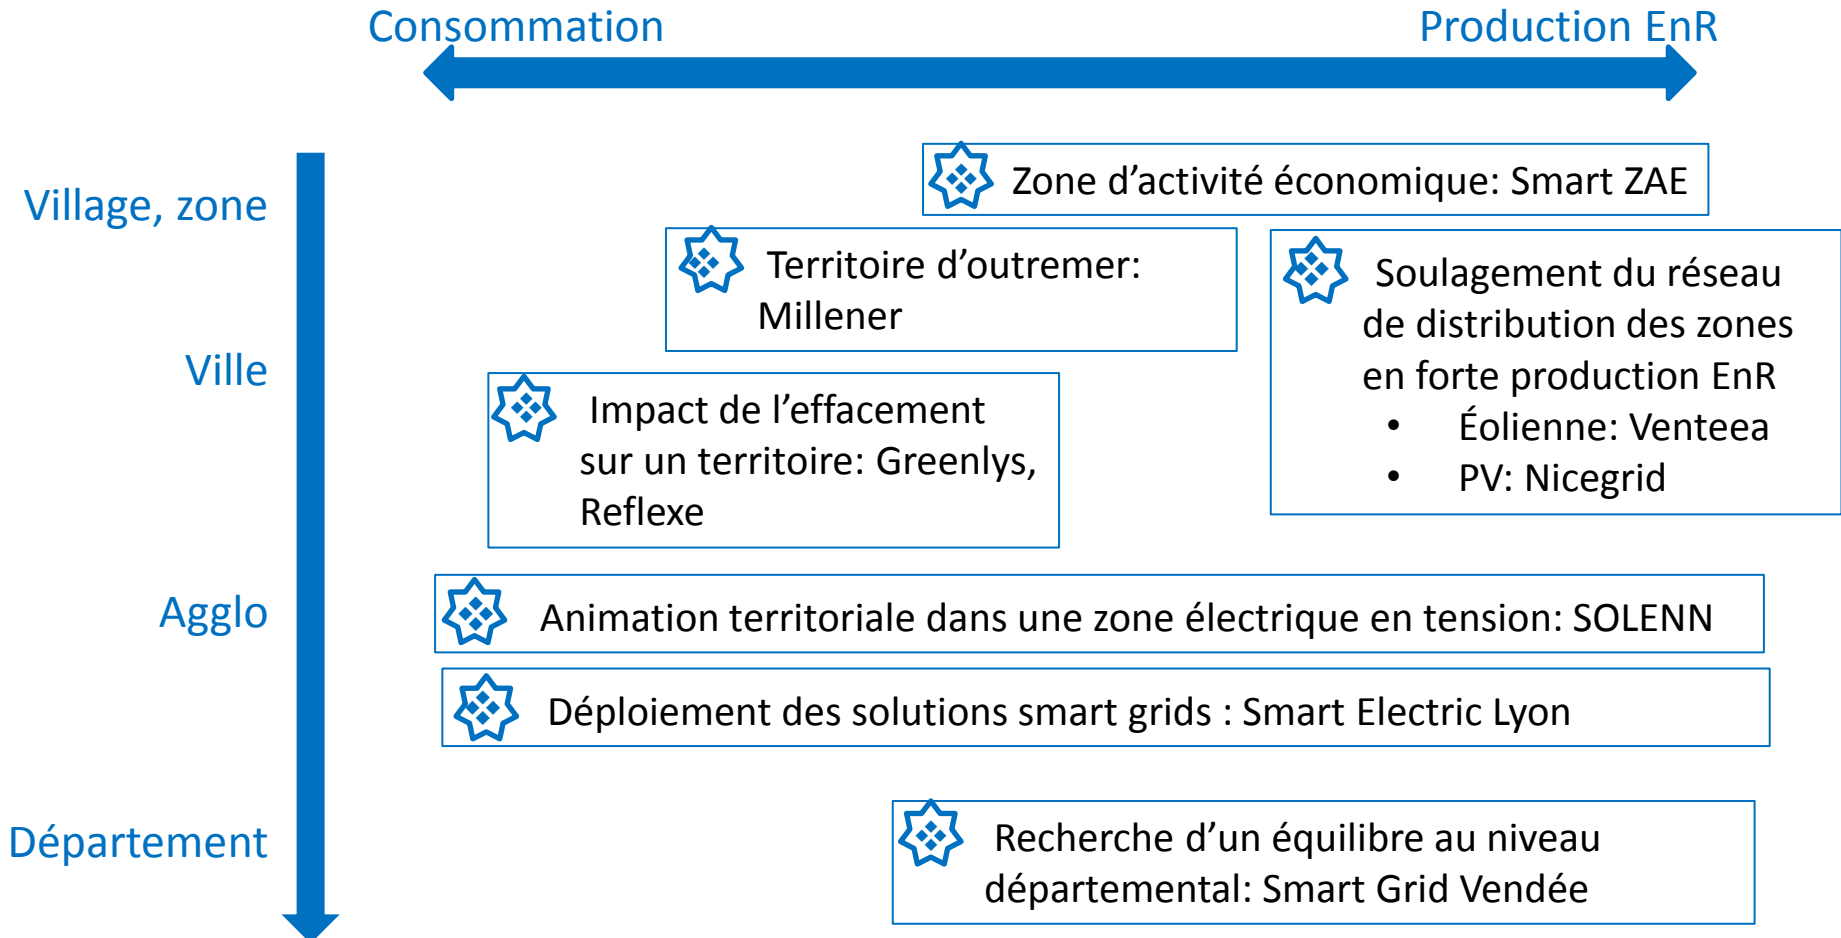 Consommation
Production EnR
Village, zone
Zone d’activité économique: Smart ZAE
Territoire d’outremer:
Millener
Soulagement du réseau
de distribution des zones
en forte production EnR
• Éolienne: Venteea
• PV: Nicegrid
Ville
Impact de l’effacement
sur un territoire: Greenlys,
Reflexe
Agglo
Animation territoriale dans une zone électrique en tension: SOLENN
Déploiement des solutions smart grids : Smart Electric Lyon
Département
Recherche d’un équilibre au niveau
départemental: Smart Grid Vendée